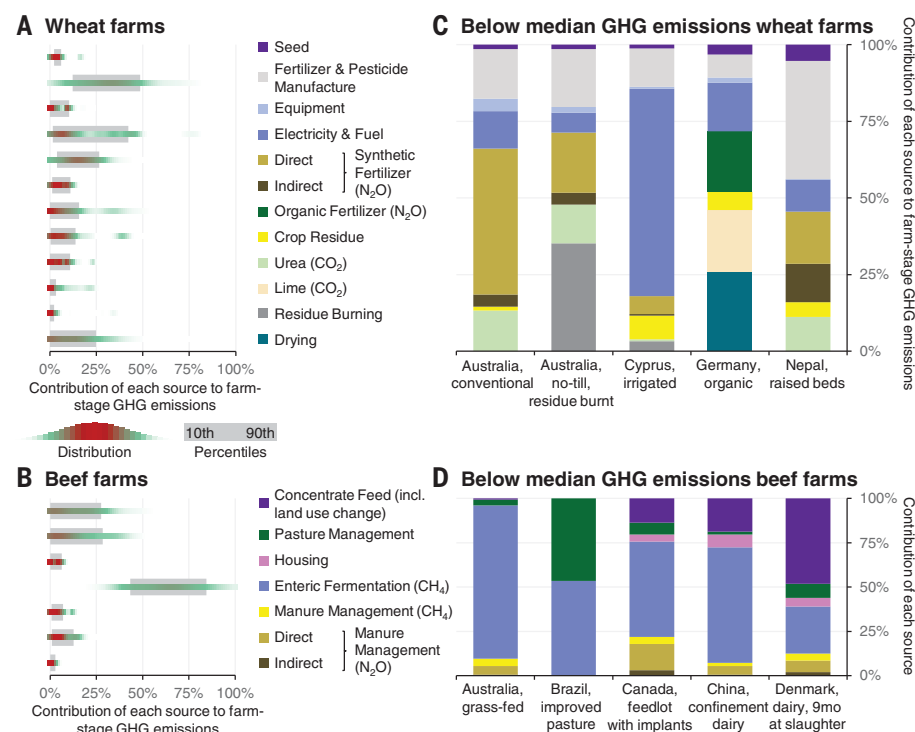 A Wheat farms
Seed
Fertilizer & Pesticide
Manufacture
Equipment
Electricity & Fuel
Direct
Indirect
Synthetic
Fertilizer
(N₂O)
Organic Fertilizer (N₂O)
Crop Residue
Urea (CO₂)
Lime (CO₂)
Residue Burning
Drying
0% 25% 50% 75% 100%
Contribution of each source to farm-
stage GHG emissions
Distribution
10th 90th
Percentiles
B Beef farms
Concentrate Feed (incl.
land use change)
Pasture Management
Housing
Enteric Fermentation (CH₄)
Manure Management (CH₄)
Direct
Indirect
Manure
Management
(N₂O)
0% 25% 50% 75% 100%
Contribution of each source to farm-
stage GHG emissions
C Below median GHG emissions wheat farms
100%
75%
50%
25%
0%
Contribution of each source to farm-stage GHG emissions
Australia,
conventional
Australia,
no-till,
residue burnt
Cyprus,
irrigated
Germany,
organic
Nepal,
raised beds
D Below median GHG emissions beef farms
100%
75%
50%
25%
0%
Contribution of each source
Australia,
grass-fed
Brazil,
improved
pasture
Canada,
feedlot
with implants
China,
confinement
dairy
Denmark,
dairy, 9mo
at slaughter